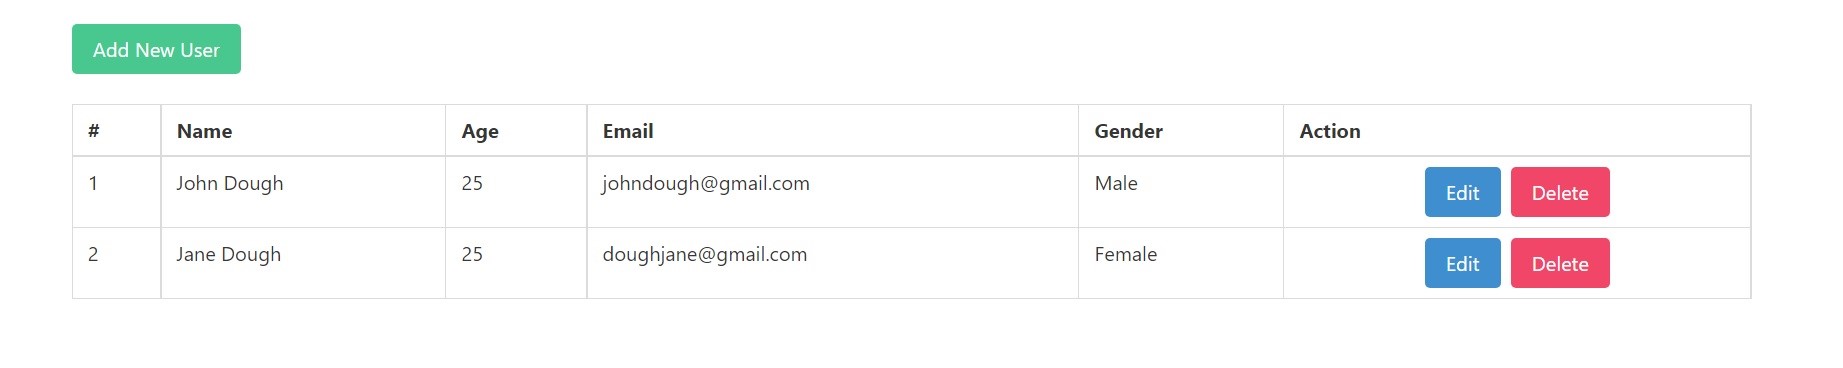 Add New User
# Name Age Email Gender Action
1 John Dough 25 johndough@gmail.com Male Edit Delete
2 Jane Dough 25 doughjane@gmail.com Female Edit Delete